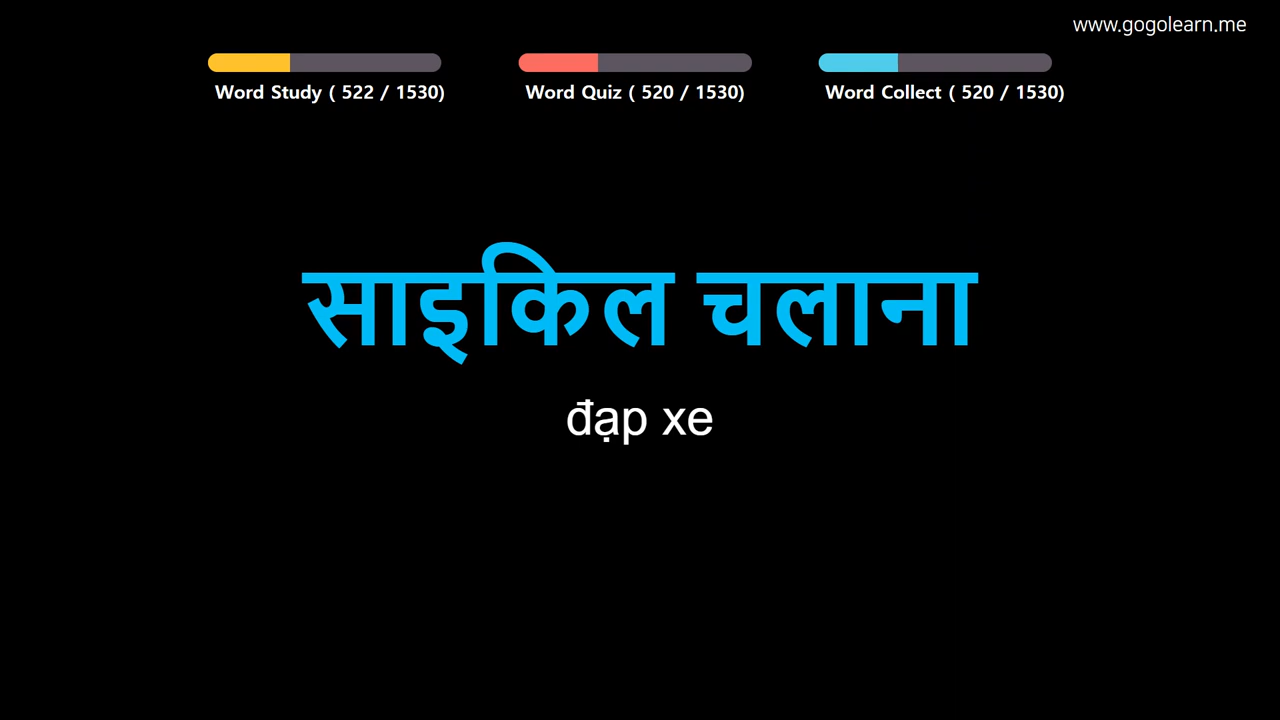 www.gogolearn.me
Word Study ( 522 / 1530)
Word Quiz ( 520 / 1530)
Word Collect ( 520 / 1530)
साइकिल चलाना
đạp xe